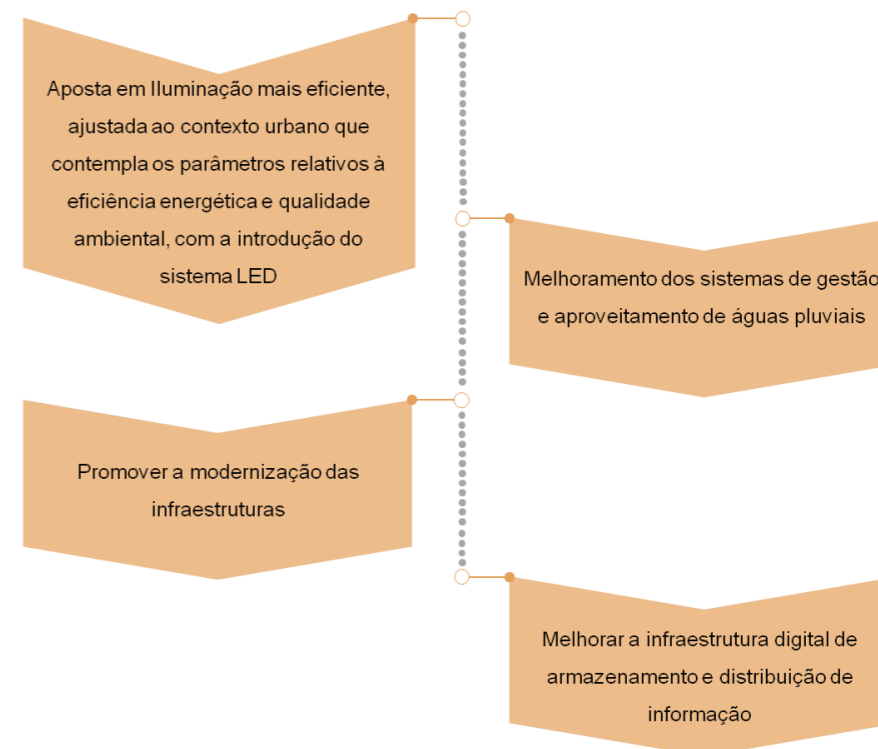 Aposta em Iluminação mais eficiente,
ajustada ao contexto urbano que
contempla os parâmetros relativos à
eficiência energética e qualidade
ambiental, com a introdução do
sistema LED
Melhoramento dos sistemas de gestão
e aproveitamento de águas pluviais
Promover a modernização das
infraestruturas
Melhorar a infraestrutura digital de
armazenamento e distribuição de
informação